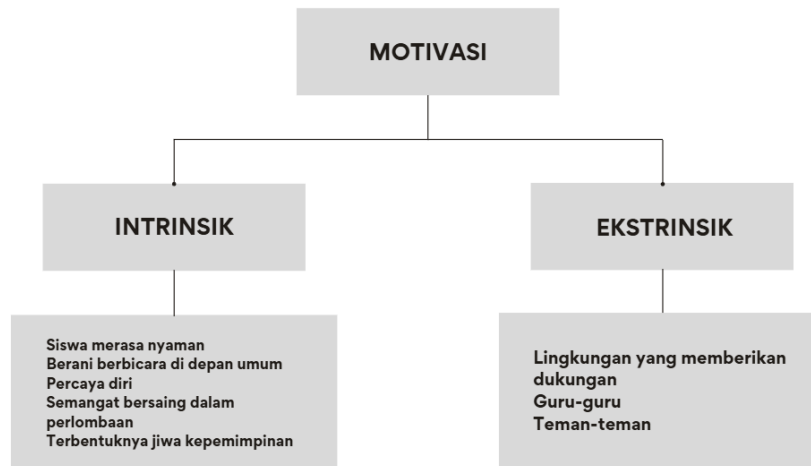 MOTIVASI
INTRINSIK
EKSTRINSIK
Siswa merasa nyaman
Berani berbicara di depan umum
Percaya diri
Semangat bersaing dalam
perlombaan
Terbentuknya jiwa kepemimpinan
Lingkungan yang memberikan
dukungan
Guru-guru
Teman-teman